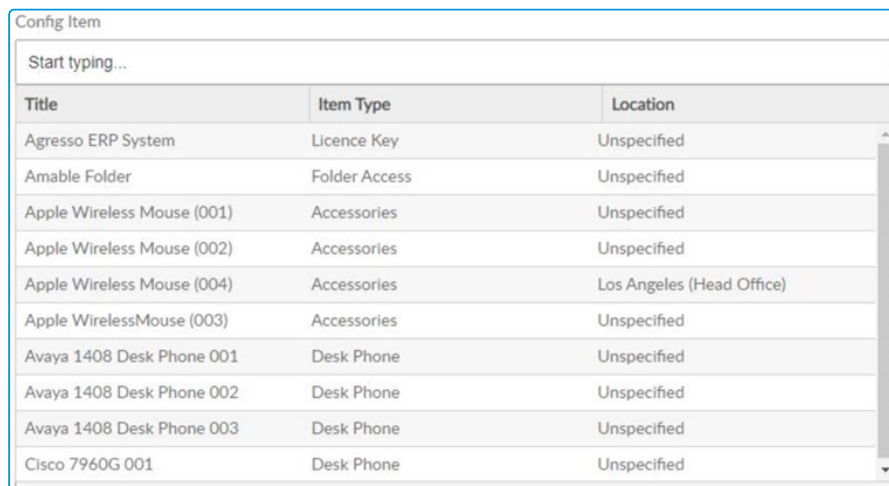 Config Item
Start typing...
Title Item Type Location
Agresso ERP System Licence Key Unspecified
Amable Folder Folder Access Unspecified
Apple Wireless Mouse (001) Accessories Unspecified
Apple Wireless Mouse (002) Accessories Unspecified
Apple Wireless Mouse (004) Accessories Los Angeles (Head Office)
Apple WirelessMouse (003) Accessories Unspecified
Avaya 1408 Desk Phone 001 Desk Phone Unspecified
Avaya 1408 Desk Phone 002 Desk Phone Unspecified
Avaya 1408 Desk Phone 003 Desk Phone Unspecified
Cisco 7960G 001 Desk Phone Unspecified